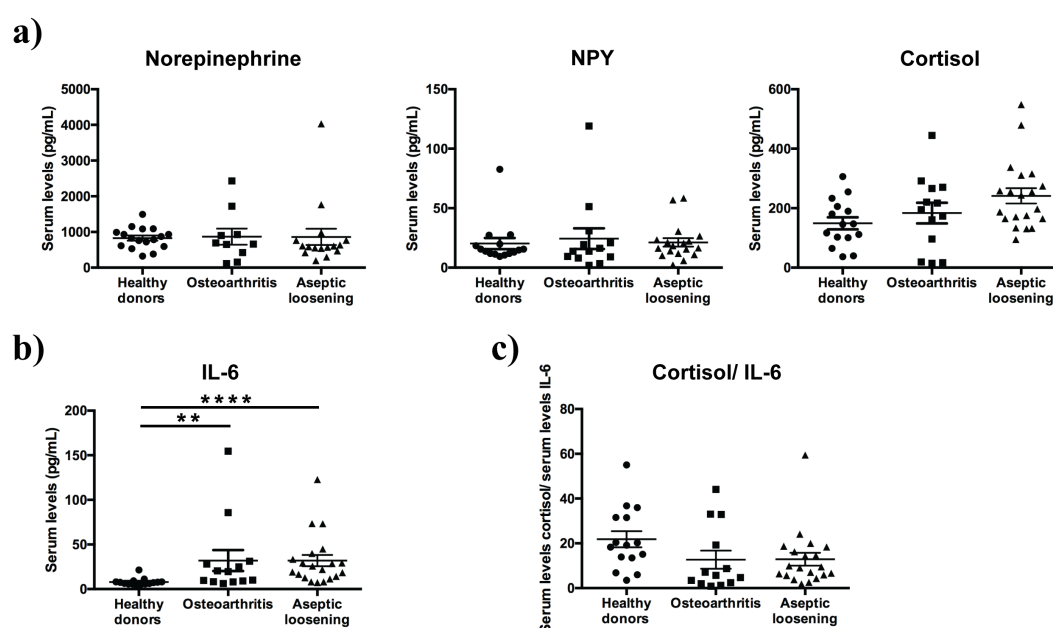 a)
Norepinephrine
Serum levels (pg/mL)
5000
4000
3000
2000
1000
0
Healthy
donors
Osteoarthritis
Aseptic
loosening
NPY
Serum levels (pg/mL)
150
100
50
0
Healthy
donors
Osteoarthritis
Aseptic
loosening
Cortisol
Serum levels (pg/mL)
600
400
200
0
Healthy
donors
Osteoarthritis
Aseptic
loosening
b)
IL-6
****
**
Serum levels (pg/mL)
200
150
100
50
0
Healthy
donors
Osteoarthritis
Aseptic
loosening
c)
Cortisol/ IL-6
Serum levels cortisol/ serum levels IL-6
80
60
40
20
0
Healthy
donors
Osteoarthritis
Aseptic
loosening